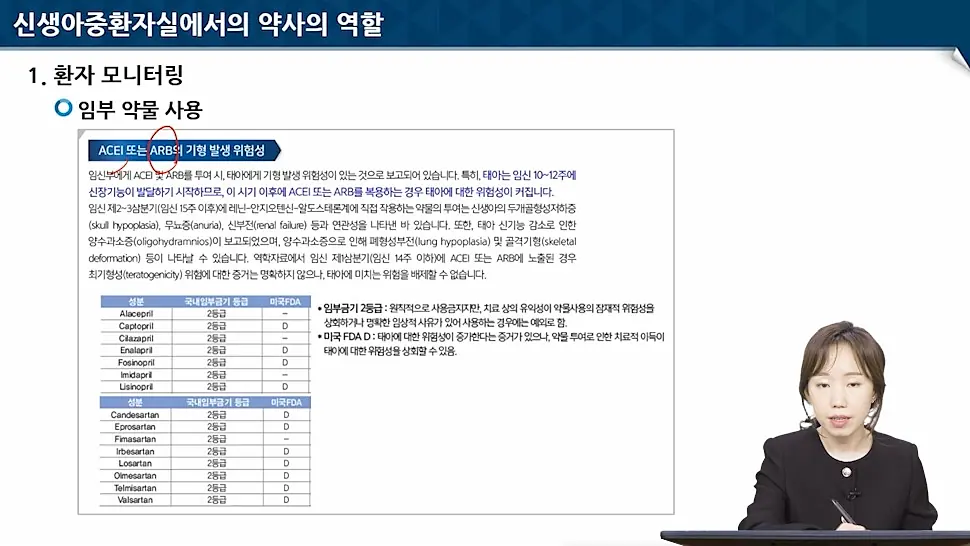 신생아중환자실에서의 약사의 역할
1. 환자 모니터링
임부 약물 사용
ACEI 또는 ARB의 기형 발생 위험성
임신부에게 ACEI 및 ARB를 투여 시, 태아에게 기형 발생 위험성이 있는 것으로 보고되어 있습니다. 특히, 태아는 임신 10~12주에
신장기능이 발달하기 시작하므로, 이 시기 이후에 ACEI 또는 ARB를 복용하는 경우 태아에 대한 위험성이 커집니다.
임신 제2~3삼분기(임신 15주 이후)에 레닌-안지오텐신-알도스테론계에 직접 작용하는 약물의 투여는 신생아의 두개골형성저하증
(skull hypoplasia), 무뇨증(anuria), 신부전(renal failure) 등과 연관성을 나타낸 바 있습니다. 또한, 태아 신기능 감소로 인한
양수과소증(oligohydramnios)이 보고되었으며, 양수과소증으로 인해 폐형성부전(lung hypoplasia) 및 골격기형(skeletal
deformation) 등이 나타날 수 있습니다. 역학자료에서 임신 제1삼분기(임신 14주 이하)에 ACEI 또는 ARB에 노출된 경우
최기형성(teratogenicity) 위험에 대한 증거는 명확하지 않으나, 태아에 미치는 위험을 배제할 수 없습니다.
성분 국내임부금기 등급 미국FDA
Alacepril 2등급 –
Captopril 2등급 D
Cilazapril 2등급 –
Enalapril 2등급 D
Fosinopril 2등급 D
Imidapril 2등급 –
Lisinopril 2등급 D
성분 국내임부금기 등급 미국FDA
Candesartan 2등급 D
Eprosartan 2등급 D
Fimasartan 2등급 –
Irbesartan 2등급 D
Losartan 2등급 D
Olmesartan 2등급 D
Telmisartan 2등급 D
Valsartan 2등급 D
* 임부금기 2등급 : 원칙적으로 사용금지지만, 치료 상의 유익성이 약물사용의 잠재적 위험성을
상회하거나 명확한 임상적 사유가 있어 사용하는 경우에는 예외로 함.
* 미국 FDA D : 태아에 대한 위험성이 증가한다는 증거가 있으나, 약물 투여로 인한 치료적 이득이
태아에 대한 위험성을 상회할 수 있음.